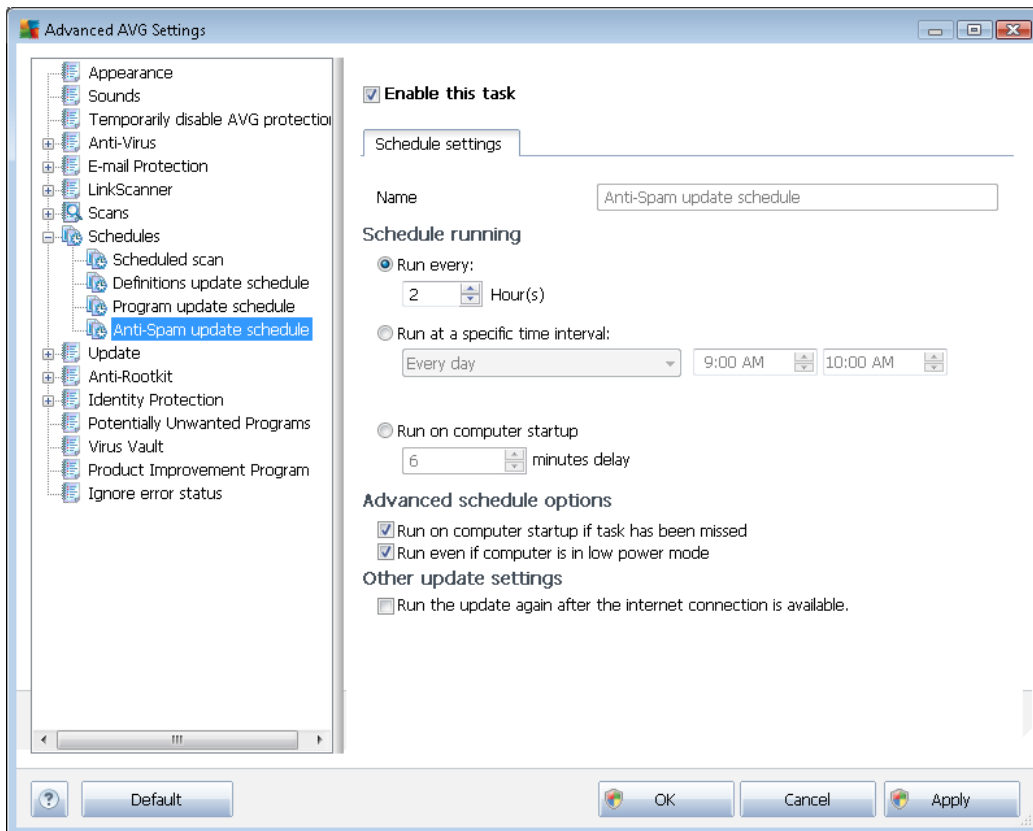 Advanced AVG Settings
Appearance
Sounds
Temporarily disable AVG protection
Anti-Virus
E-mail Protection
LinkScanner
Scans
Schedules
Scheduled scan
Definitions update schedule
Program update schedule
Anti-Spam update schedule
Update
Anti-Rootkit
Identity Protection
Potentially Unwanted Programs
Virus Vault
Product Improvement Program
Ignore error status
Enable this task
Schedule settings
Name Anti-Spam update schedule
Schedule running
Run every:
2 Hour(s)
Run at a specific time interval:
Every day 9:00 AM 10:00 AM
Run on computer startup
6 minutes delay
Advanced schedule options
Run on computer startup if task has been missed
Run even if computer is in low power mode
Other update settings
Run the update again after the internet connection is available.
? Default OK Cancel Apply